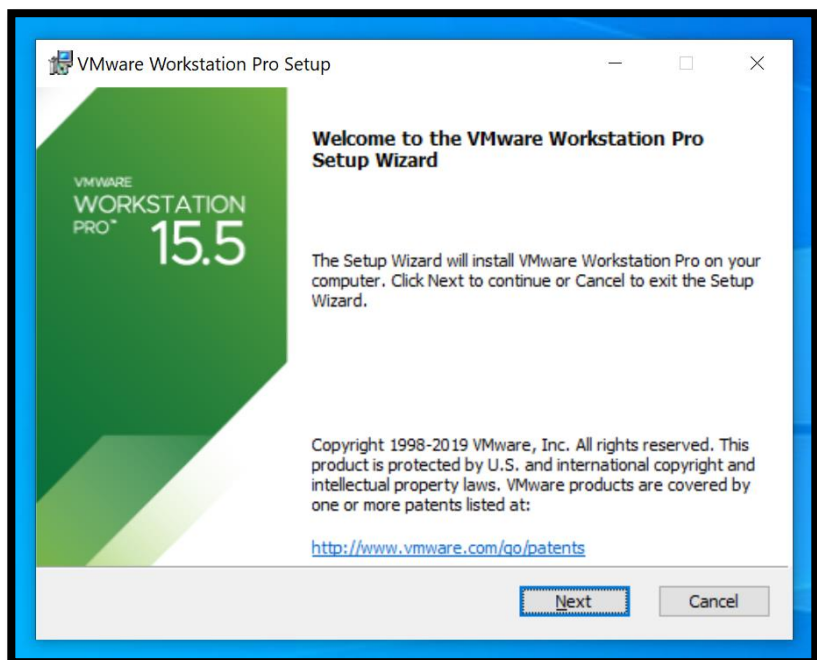 VMware Workstation Pro Setup
VMWARE
WORKSTATION
PRO™ 15.5
Welcome to the VMware Workstation Pro
Setup Wizard
The Setup Wizard will install VMware Workstation Pro on your
computer. Click Next to continue or Cancel to exit the Setup
Wizard.
Copyright 1998-2019 VMware, Inc. All rights reserved. This
product is protected by U.S. and international copyright and
intellectual property laws. VMware products are covered by
one or more patents listed at:
http://www.vmware.com/go/patents
Next
Cancel